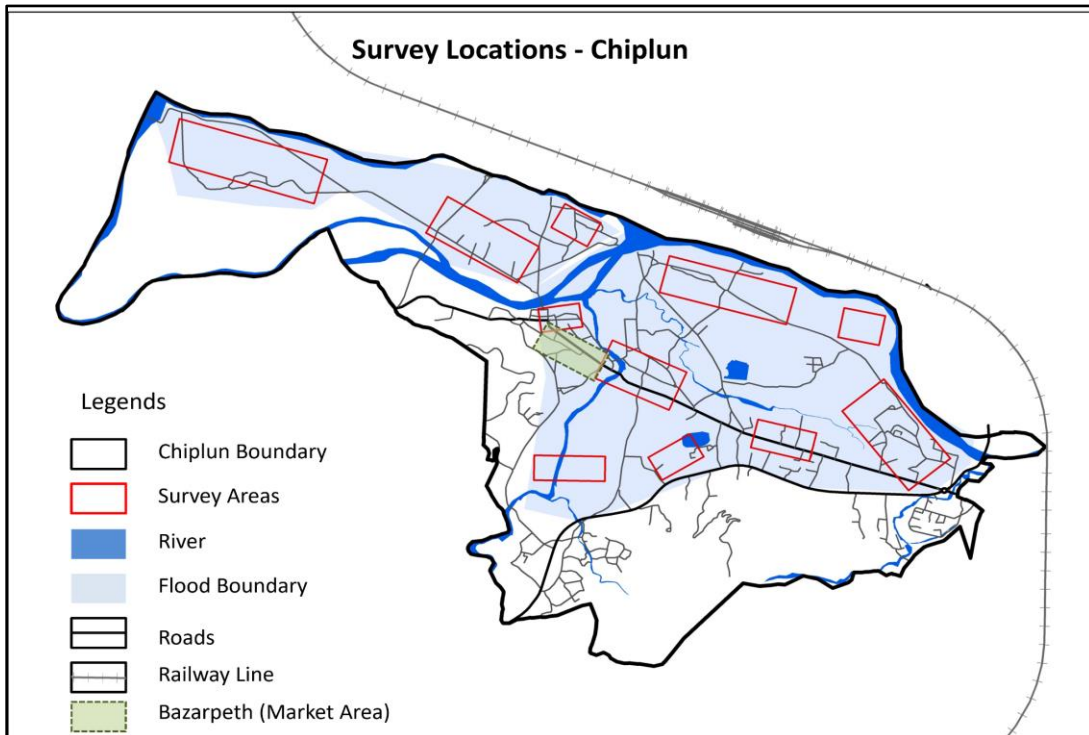 Survey Locations - Chiplun
Legends
Chiplun Boundary
Survey Areas
River
Flood Boundary
Roads
Railway Line
Bazarpeth (Market Area)